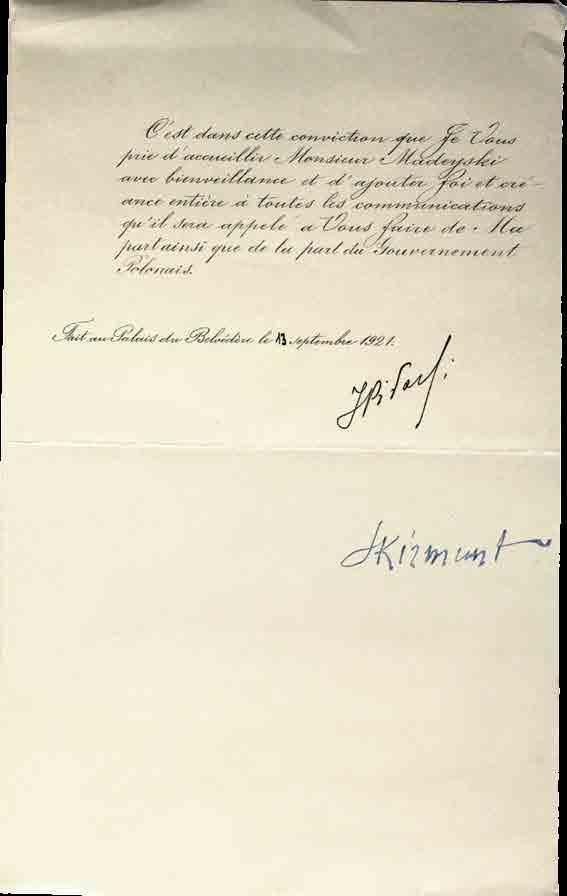 C'est dans cette conviction que Je Vous
prie d'accueillir Monsieur Madeyski
avec bienveillance et d'ajouter foi et cré-
ance entière à toutes les communications
qu'il sera appelé a Vous faire de Ma
part ainsi que de la part du Gouvernement
Polonais.
Fait au Palais du Belvédère le 13 septembre 1921.
Skirmunt